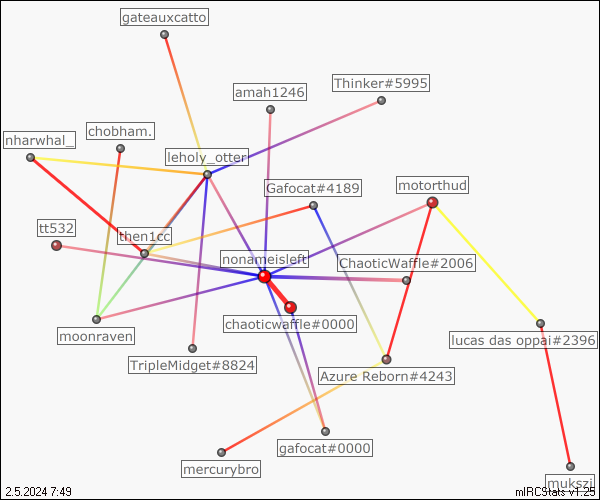 gateauxcatto
Thinker#5995
amah1246
chobham.
nharwhal_
leholy_otter
Gafocat#4189
motorthud
tt532
then1cc
nonameisleft
ChaoticWaffle#2006
chaoticwaffle#0000
moonraven
lucas das oppai#2396
TripleMidget#8824
Azure Reborn#4243
gafocat#0000
mercurybro
mukszi
2.5.2024 7:49
mIRCStats v1.25